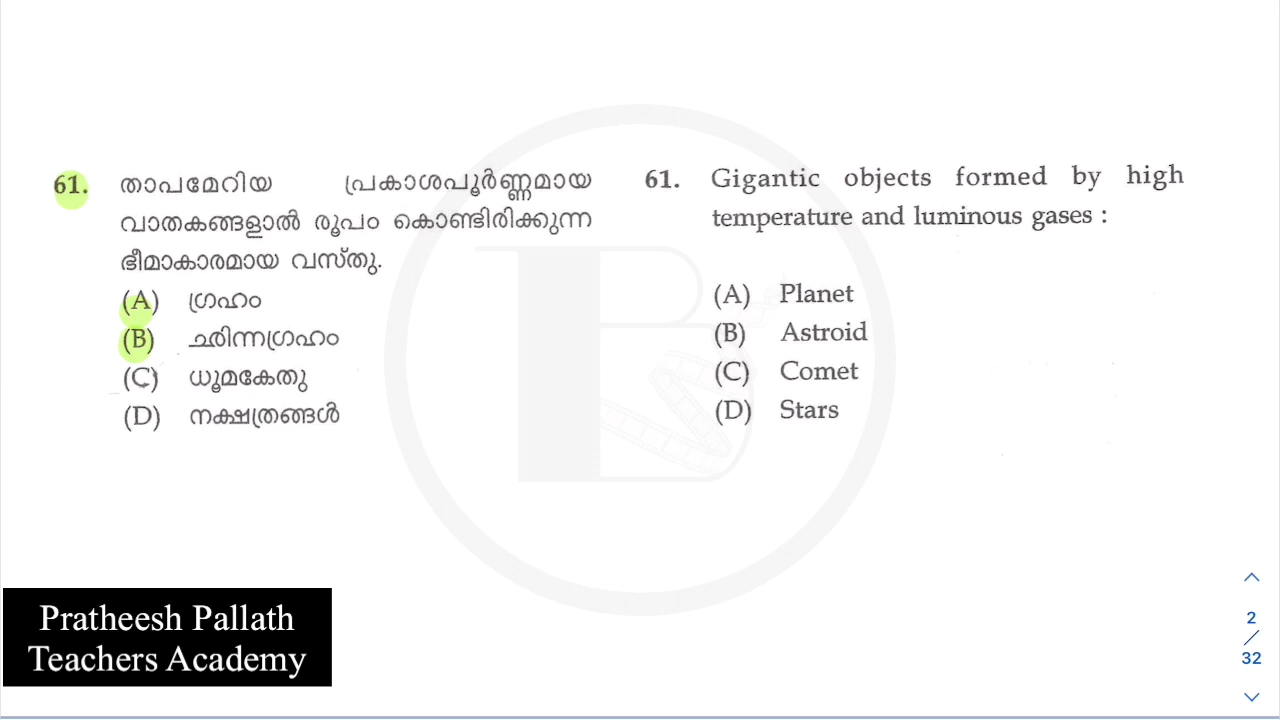 61. താപമേറിയ പ്രകാശപൂർണ്ണമായ
വാതകങ്ങളാൽ രൂപം കൊണ്ടിരിക്കുന്ന
ഭീമാകാരമായ വസ്തു.
(A) ഗ്രഹം
(B) ഛിന്നഗ്രഹം
(C) ധൂമകേതു
(D) നക്ഷത്രങ്ങൾ
61. Gigantic objects formed by high
temperature and luminous gases :
(A) Planet
(B) Astroid
(C) Comet
(D) Stars
Pratheesh Pallath
Teachers Academy
2
/
32